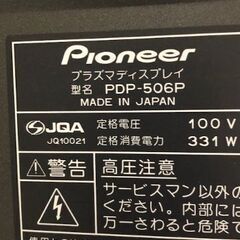 Pioneer
プラズマディスプレイ
型名 PDP-506P
MADE IN JAPAN
JQA
JQ10021
定格電圧 100 V
定格消費電力 331 W
警告
高圧注意
サービスマン以外の
い。内部には
万一さわると危